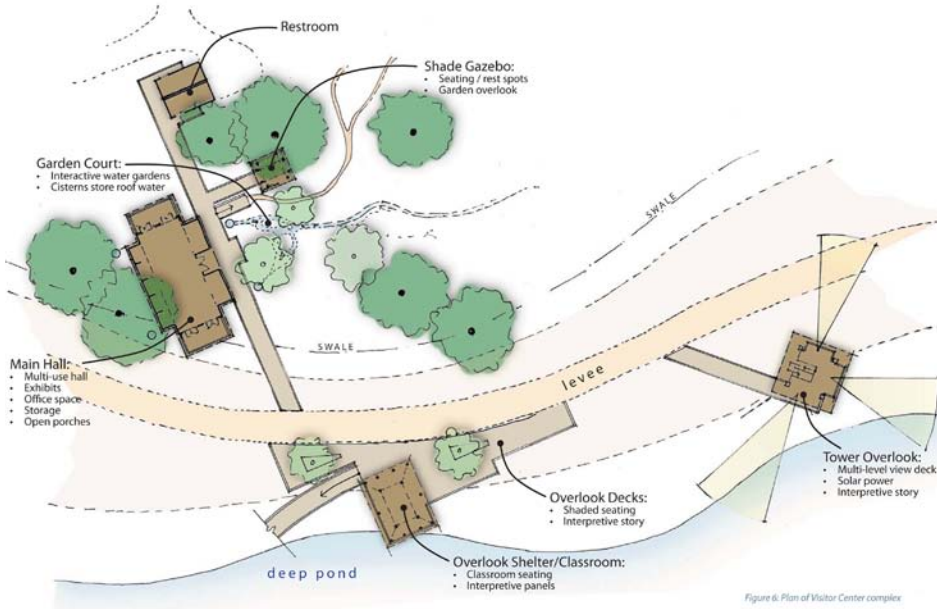 Restroom
Shade Gazebo:
• Seating / rest spots
• Garden overlook
Garden Court:
• Interactive water gardens
• Cisterns store roof water
SWALE
SWALE
Main Hall:
• Multi-use hall
• Exhibits
• Office space
• Storage
• Open porches
levee
Tower Overlook:
• Multi-level view deck
• Solar power
• Interpretive story
Overlook Decks:
• Shaded seating
• Interpretive story
Overlook Shelter/Classroom:
• Classroom seating
• Interpretive panels
deep pond
Figure 6: Plan of Visitor Center complex